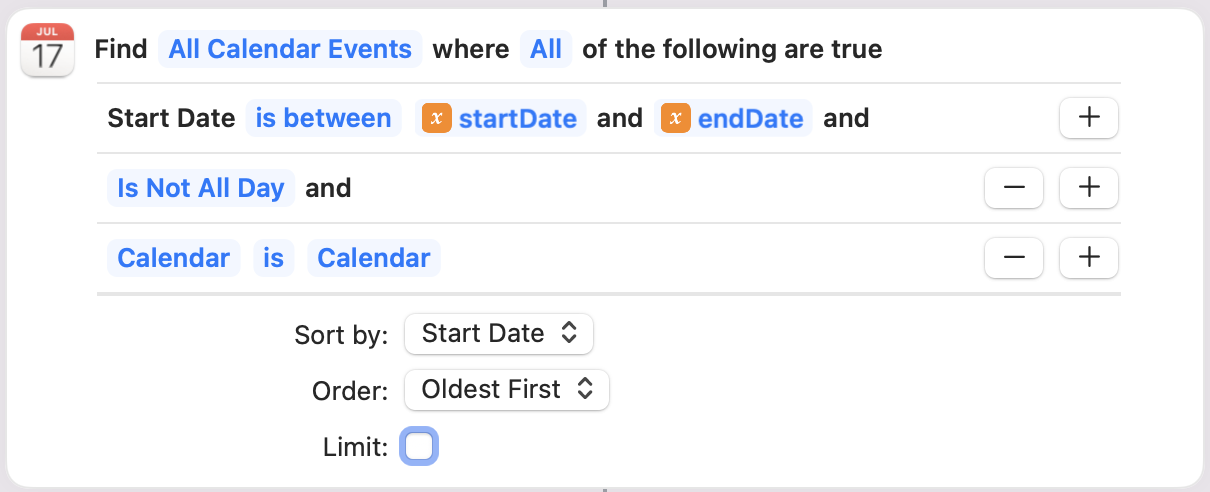 JUL
17
Find All Calendar Events where All of the following are true
Start Date is between x startDate and x endDate and
Is Not All Day and
Calendar is Calendar
Sort by: Start Date
Order: Oldest First
Limit: